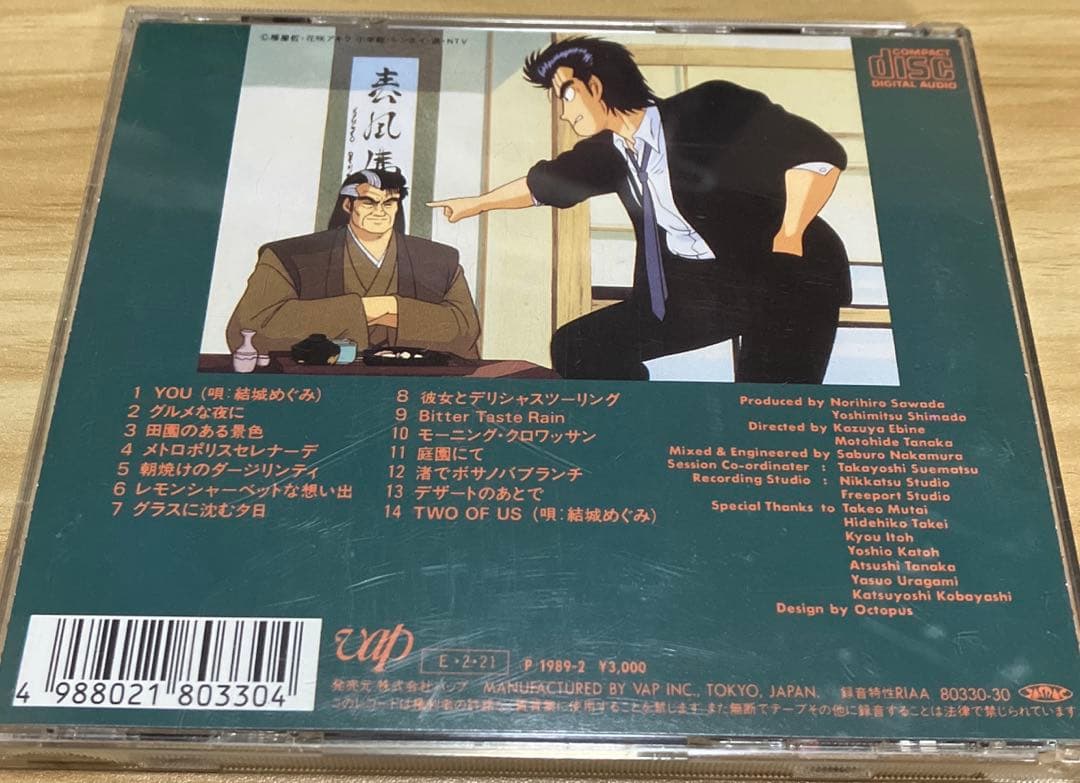 ©雁屋哲・花咲アキラ 小学館・シンエイ・遊・NTV
COMPACT
disc
DIGITAL AUDIO
1 YOU (唄:結城めぐみ)
2 グルメな夜に
3 田園のある景色
4 メトロポリスセレナーデ
5 朝焼けのダージリンティ
6 レモンシャーベットな想い出
7 グラスに沈む夕日
8 彼女とデリシャスツーリング
9 Bitter Taste Rain
10 モーニング・クロワッサン
11 庭園にて
12 渚でボサノバブランチ
13 デザートのあとで
14 TWO OF US (唄:結城めぐみ)
Produced by Norihiro Sawada
Yoshimitsu Shimada
Directed by Kazuya Ebine
Motohide Tanaka
Mixed & Engineered by Saburo Nakamura
Session Co-ordinater : Takayoshi Suematsu
Recording Studio : Nikkatsu Studio
Freeport Studio
Special Thanks to Takeo Mutai
Hidehiko Takei
Kyou Itoh
Yoshio Katoh
Atsushi Tanaka
Yasuo Uragami
Katsuyoshi Kobayashi
Design by Octopus
4 988021 803304
vap
E・2・21
P 1989-2 ¥3,000
発売元 株式会社バップ MANUFACTURED BY VAP INC., TOKYO, JAPAN. 録音特性RIAA 80330-30
JASRAC
このレコードは権利者の許諾なく賃貸業に使用することを禁じます また無断でテープその他に録音することは法律で禁じられています